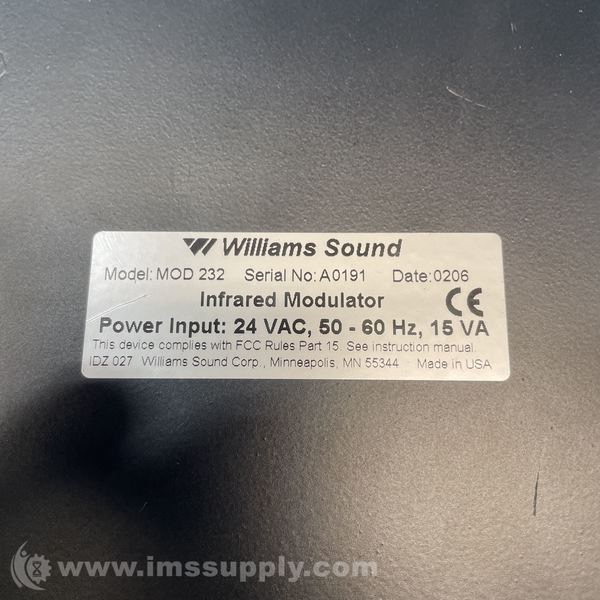 Williams Sound
Model: MOD 232 Serial No: A0191 Date: 0206
Infrared Modulator CE
Power Input: 24 VAC, 50 - 60 Hz, 15 VA
This device complies with FCC Rules Part 15. See instruction manual.
IDZ 027 Williams Sound Corp., Minneapolis, MN 55344 Made in USA
www.imssupply.com